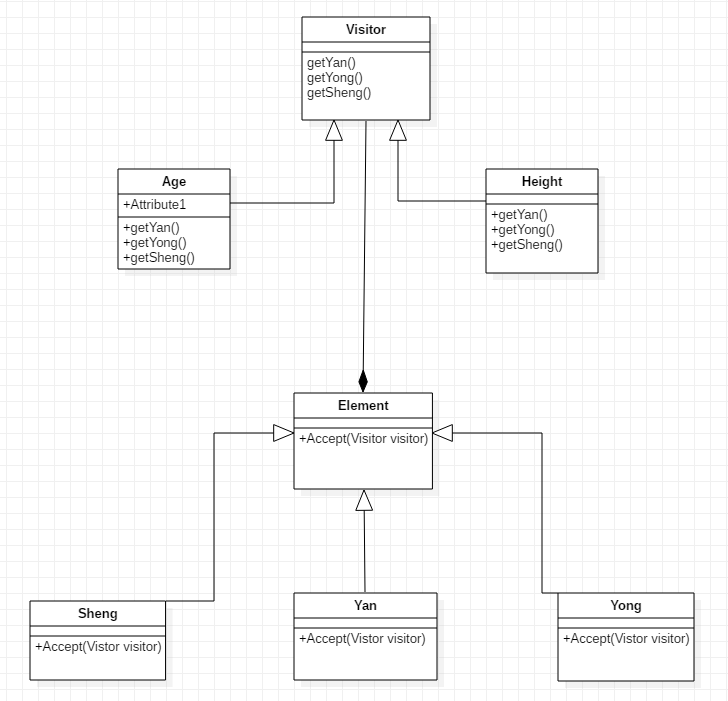 Visitor
getYan()
getYong()
getSheng()
Age
+Attribute1
+getYan()
+getYong()
+getSheng()
Height
+getYan()
+getYong()
+getSheng()
Element
+Accept(Visitor visitor)
Sheng
+Accept(Vistor visitor)
Yan
+Accept(Vistor visitor)
Yong
+Accept(Vistor visitor)